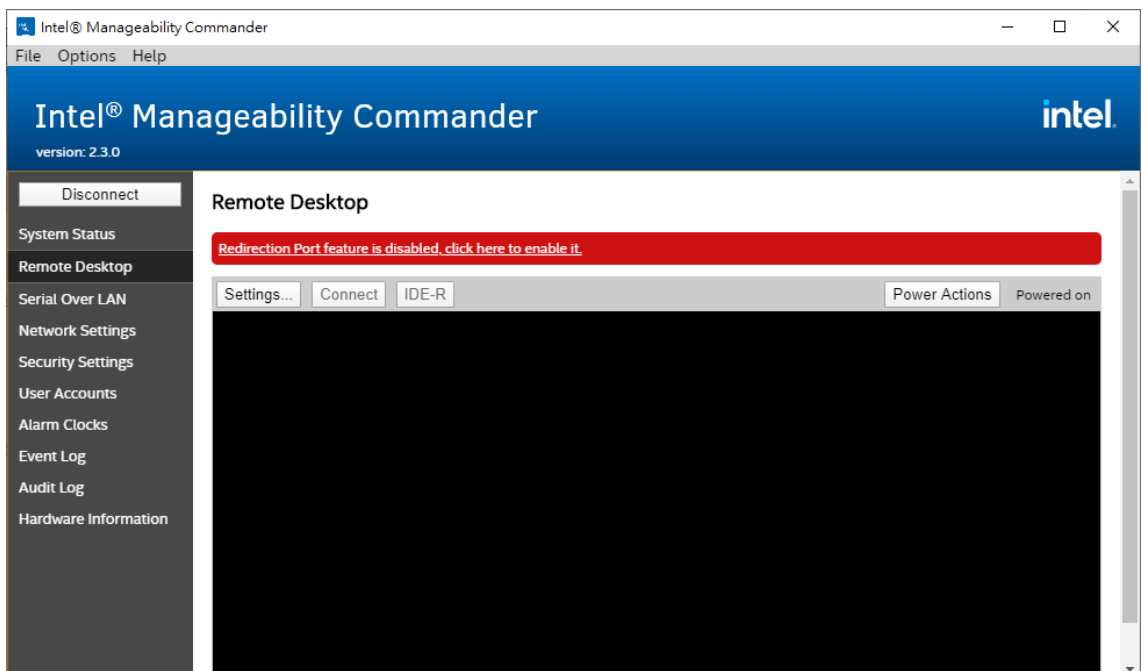 Intel® Manageability Commander
File Options Help
Intel® Manageability Commander
intel.
version: 2.3.0
Disconnect
System Status
Remote Desktop
Serial Over LAN
Network Settings
Security Settings
User Accounts
Alarm Clocks
Event Log
Audit Log
Hardware Information
Remote Desktop
Redirection Port feature is disabled, click here to enable it.
Settings... Connect IDE-R Power Actions Powered on